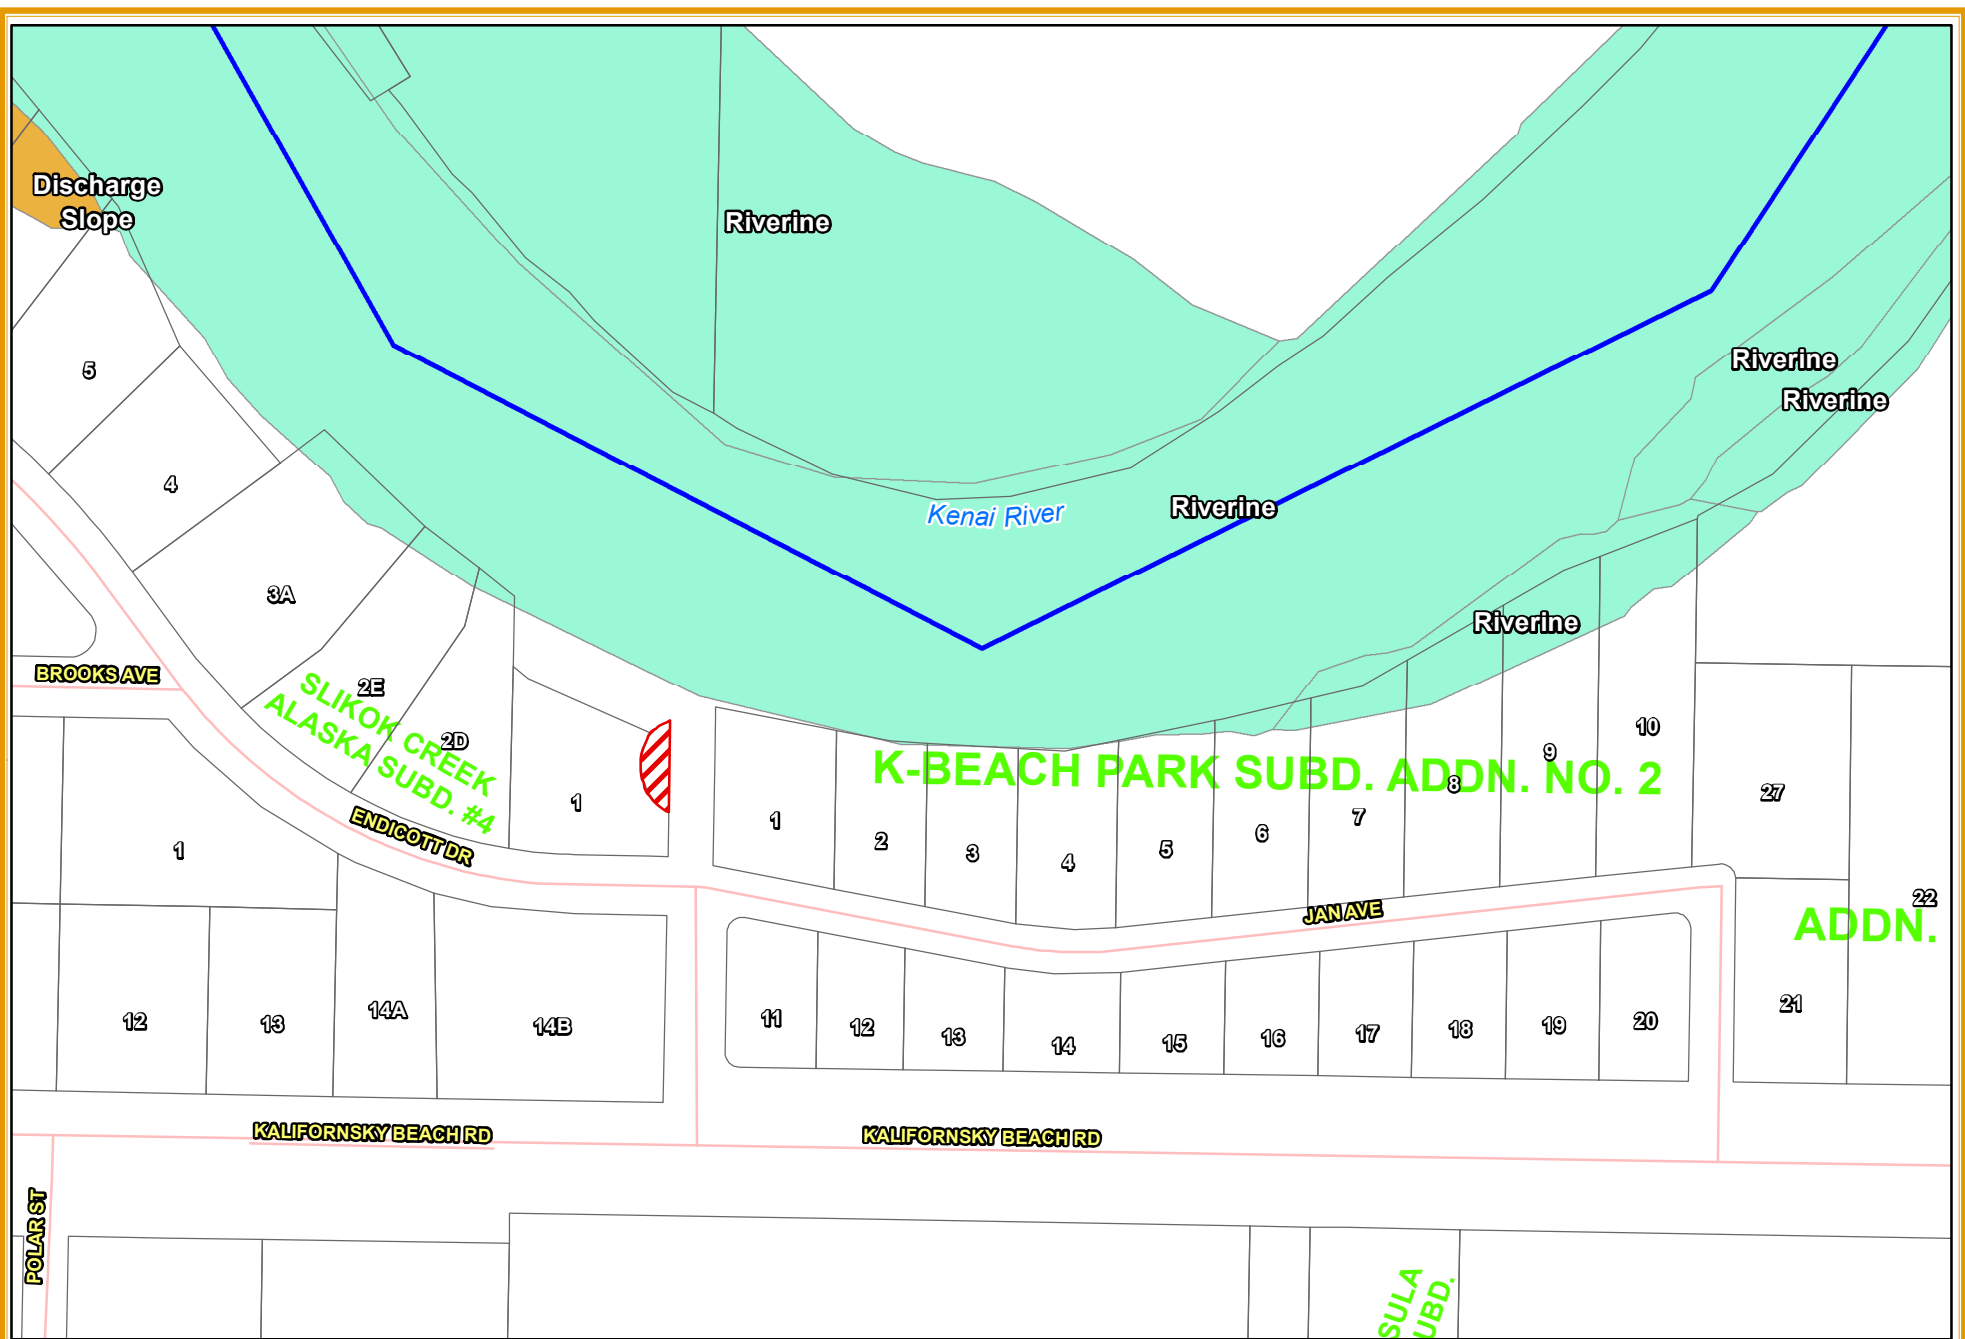 Discharge
Slope
Riverine
Riverine
Riverine
5
4
Kenai River
Riverine
3A
Riverine
BROOKS AVE
2E
SLIKOK CREEK
ALASKA SUBD. #4
2D
10
9
K-BEACH PARK SUBD. ADDN. NO. 2
8
27
1
1
7
2
6
5
3
4
ENDICOTT DR
1
22
JAN AVE
ADDN.
14A
21
12
13
14B
11
12
13
14
15
16
17
18
19
20
KALIFORNSKY BEACH RD
KALIFORNSKY BEACH RD
POLAR ST
SULA
UBD.